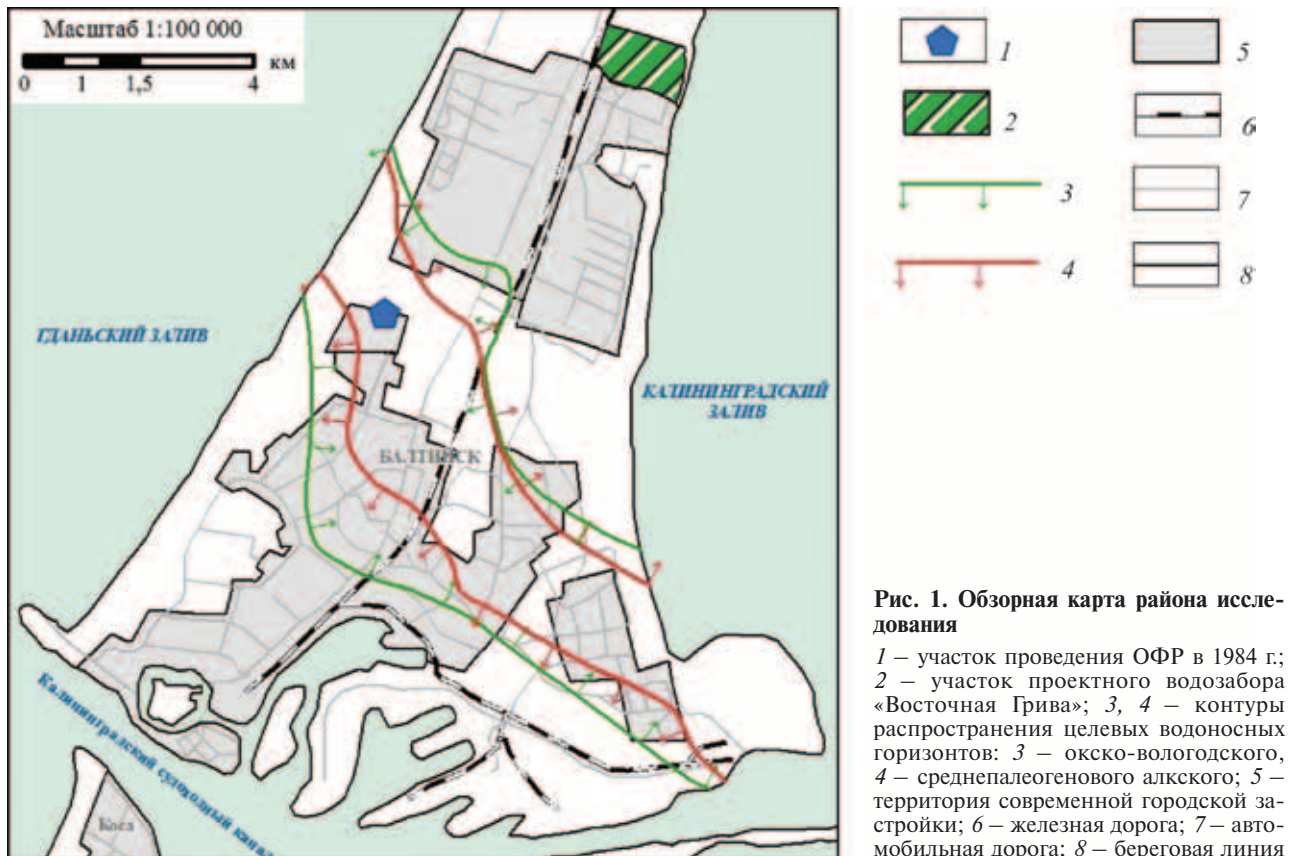 Масштаб 1:100 000
км
0 1 1,5 4
ГДАНЬСКИЙ ЗАЛИВ
КАЛИНИНГРАДСКИЙ
ЗАЛИВ
БАЛТИЙСК
Калининградский судоходный канал
Коса
1
2
3
4
5
6
7
8
Рис. 1. Обзорная карта района иссле-
дования
1 – участок проведения ОФР в 1984 г.;
2 – участок проектного водозабора
«Восточная Грива»; 3, 4 – контуры
распространения целевых водоносных
горизонтов: 3 – окско-вологодского,
4 – среднепалеогенового алкского; 5 –
территория современной городской за-
стройки; 6 – железная дорога; 7 – авто-
мобильная дорога; 8 – береговая линия